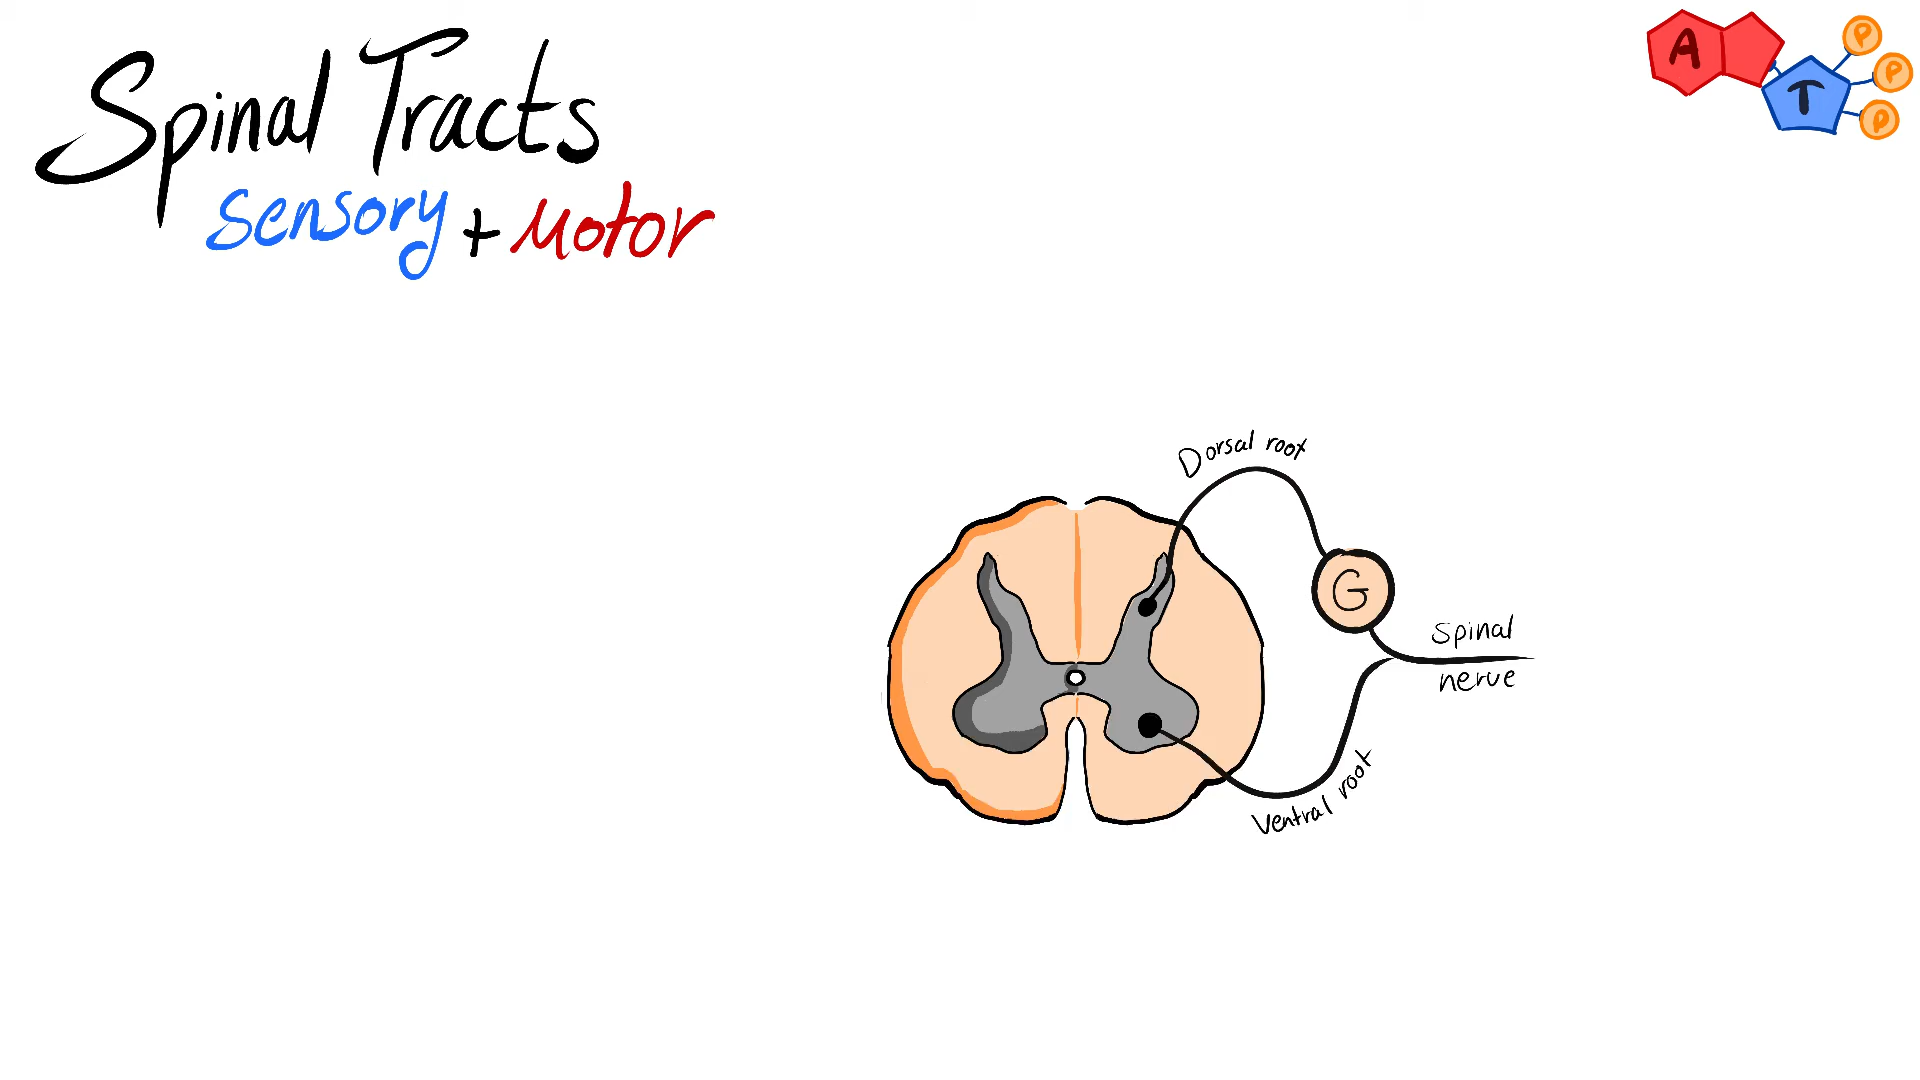 Spinal Tracts
Sensory + Motor
A
T
P
P
P
Dorsal root
G
Spinal
nerve
Ventral root